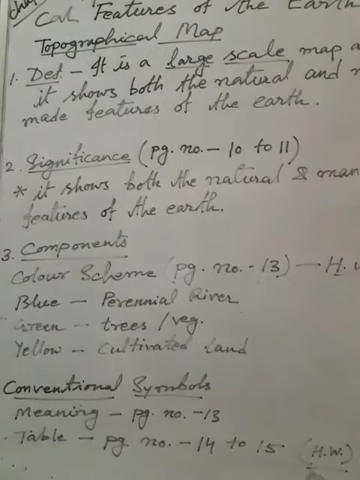 Cal Features of the Earth
Topographical Map
1. Def. – It is a large scale map a
it shows both the natural and m
made features of the earth.
2. Significance (pg. no. – 10 to 11)
* it shows both the natural & man
features of the earth.
3. Components
Colour Scheme (pg. no. - 13) — H.
Blue – Perennial River
Green – trees / veg.
Yellow – Cultivated Land
Conventional Symbols
Meaning – pg. no. – 13
Table – pg. no. – 14 to 15 (H.W.)